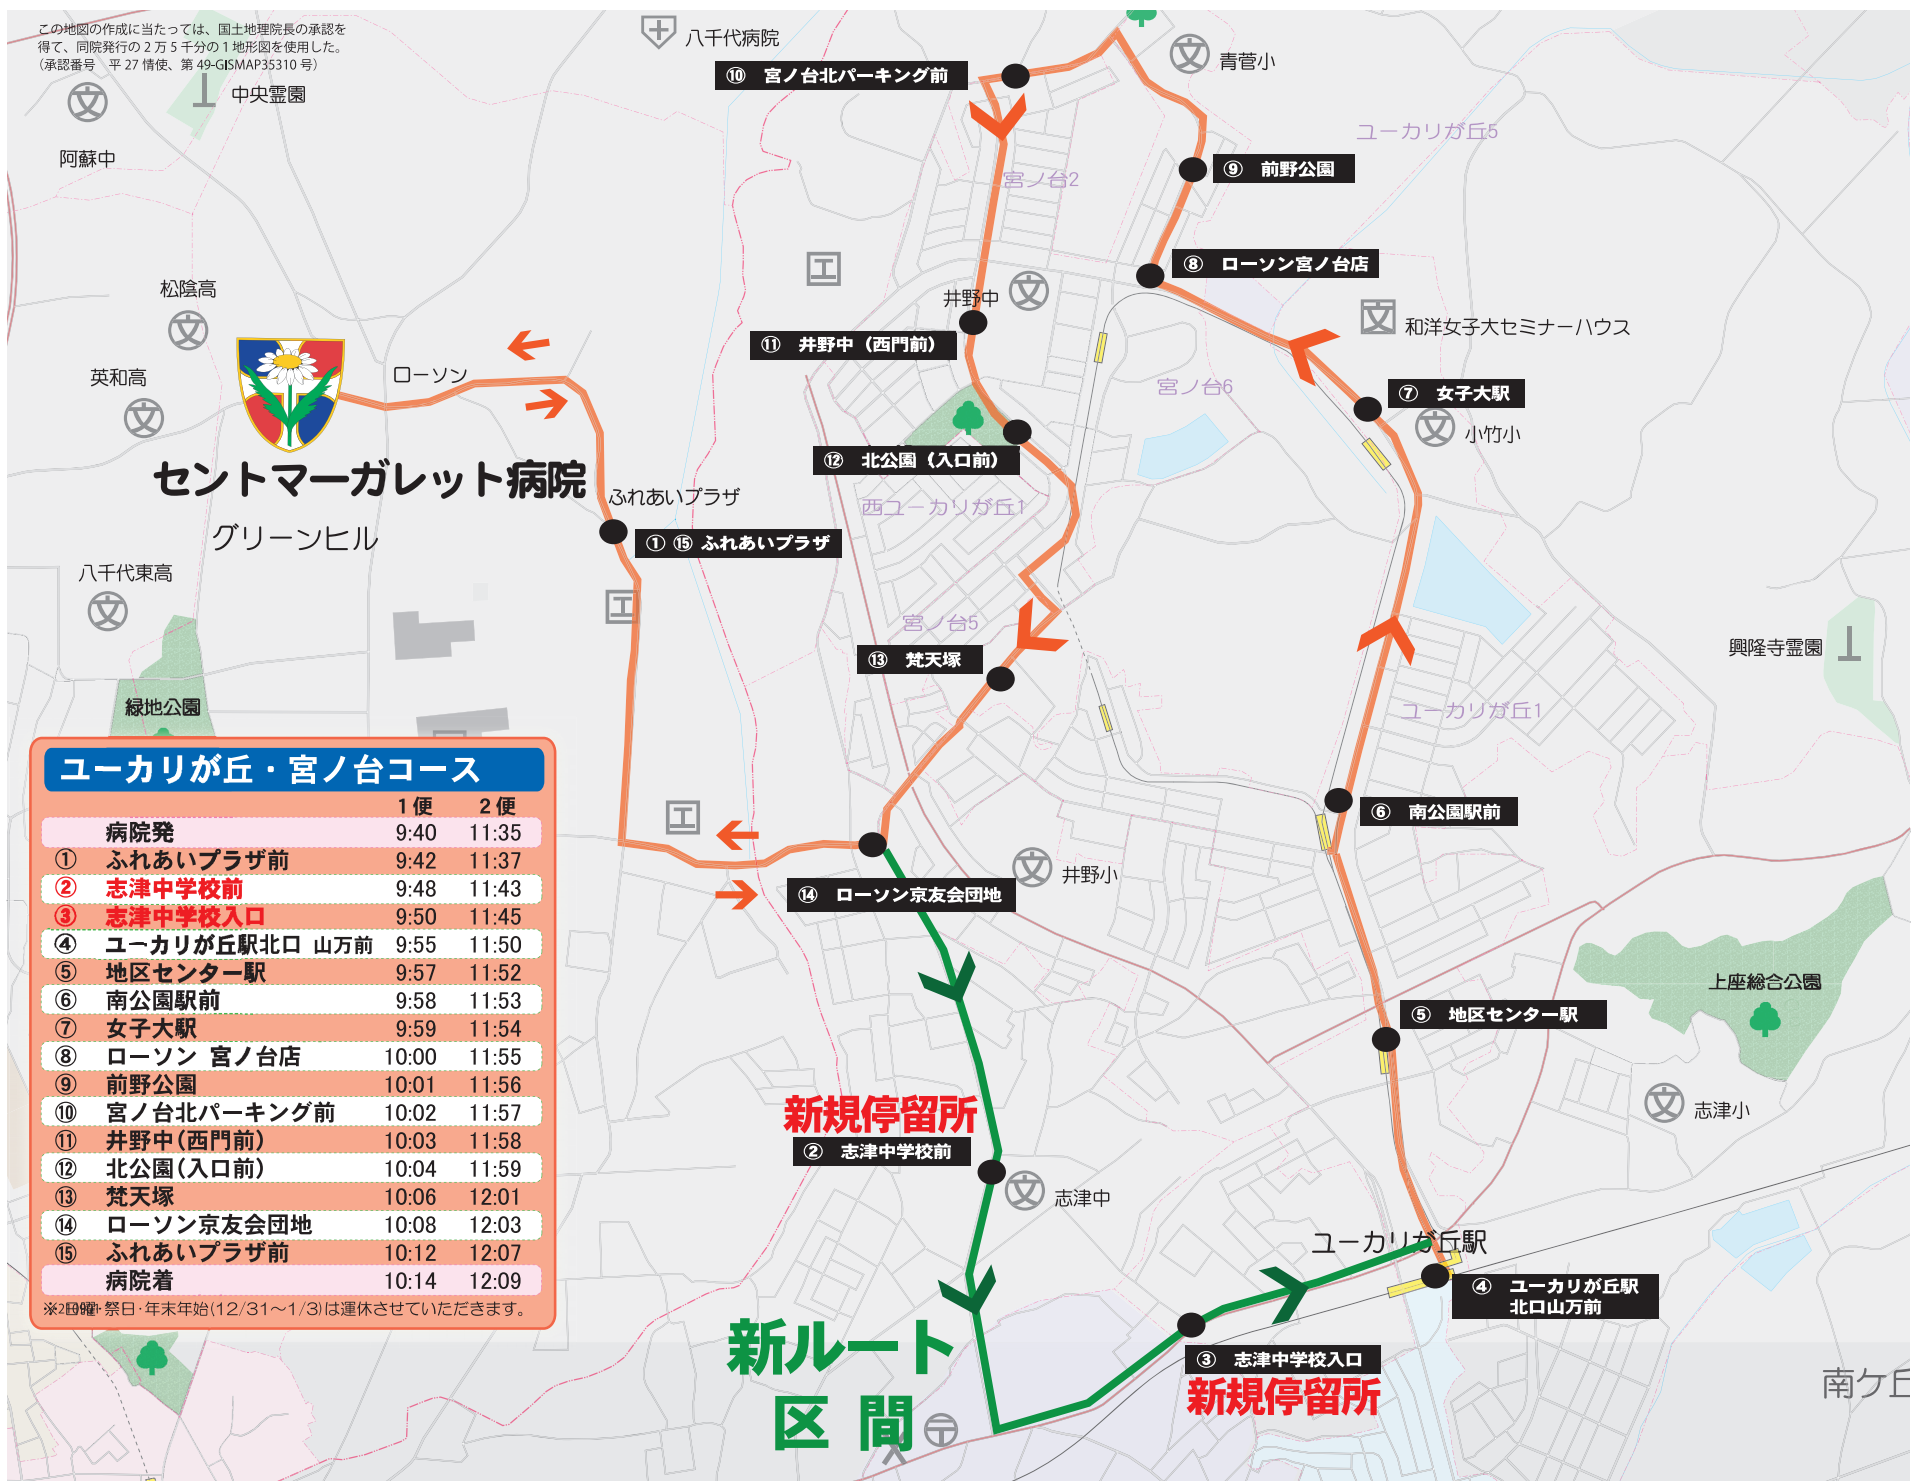 この地図の作成に当たっては、国土地理院長の承認を
得て、同院発行の2万5千分の1地形図を使用した。
(承認番号 平27情使、第49-GISMAP35310号)
八千代病院
青菅小
中央霊園
阿蘇中
⑩ 宮ノ台北パーキング前
ユーカリが丘5
⑨ 前野公園
宮ノ台2
⑧ ローソン宮ノ台店
松陰高
井野中
和洋女子大セミナーハウス
⑪ 井野中(西門前)
英和高
ローソン
宮ノ台6
⑦ 女子大駅
小竹小
⑫ 北公園(入口前)
セントマーガレット病院
ふれあいプラザ
西ユーカリが丘1
グリーンヒル
① ⑮ ふれあいプラザ
八千代東高
宮ノ台5
興隆寺霊園
⑬ 梵天塚
緑地公園
ユーカリが丘1
⑥ 南公園駅前
井野小
⑭ ローソン京友会団地
上座総合公園
⑤ 地区センター駅
新規停留所
志津小
② 志津中学校前
志津中
ユーカリが丘駅
④ ユーカリが丘駅
北口山万前
新ルート
区間
③ 志津中学校入口
新規停留所
南ケ丘
ユーカリが丘・宮ノ台コース
1便 2便
病院発 9:40 11:35
① ふれあいプラザ前 9:42 11:37
② 志津中学校前 9:48 11:43
③ 志津中学校入口 9:50 11:45
④ ユーカリが丘駅北口 山万前 9:55 11:50
⑤ 地区センター駅 9:57 11:52
⑥ 南公園駅前 9:58 11:53
⑦ 女子大駅 9:59 11:54
⑧ ローソン 宮ノ台店 10:00 11:55
⑨ 前野公園 10:01 11:56
⑩ 宮ノ台北パーキング前 10:02 11:57
⑪ 井野中(西門前) 10:03 11:58
⑫ 北公園(入口前) 10:04 11:59
⑬ 梵天塚 10:06 12:01
⑭ ローソン京友会団地 10:08 12:03
⑮ ふれあいプラザ前 10:12 12:07
病院着 10:14 12:09
祭日・年末年始(12/31～1/3)は運休させていただきます。